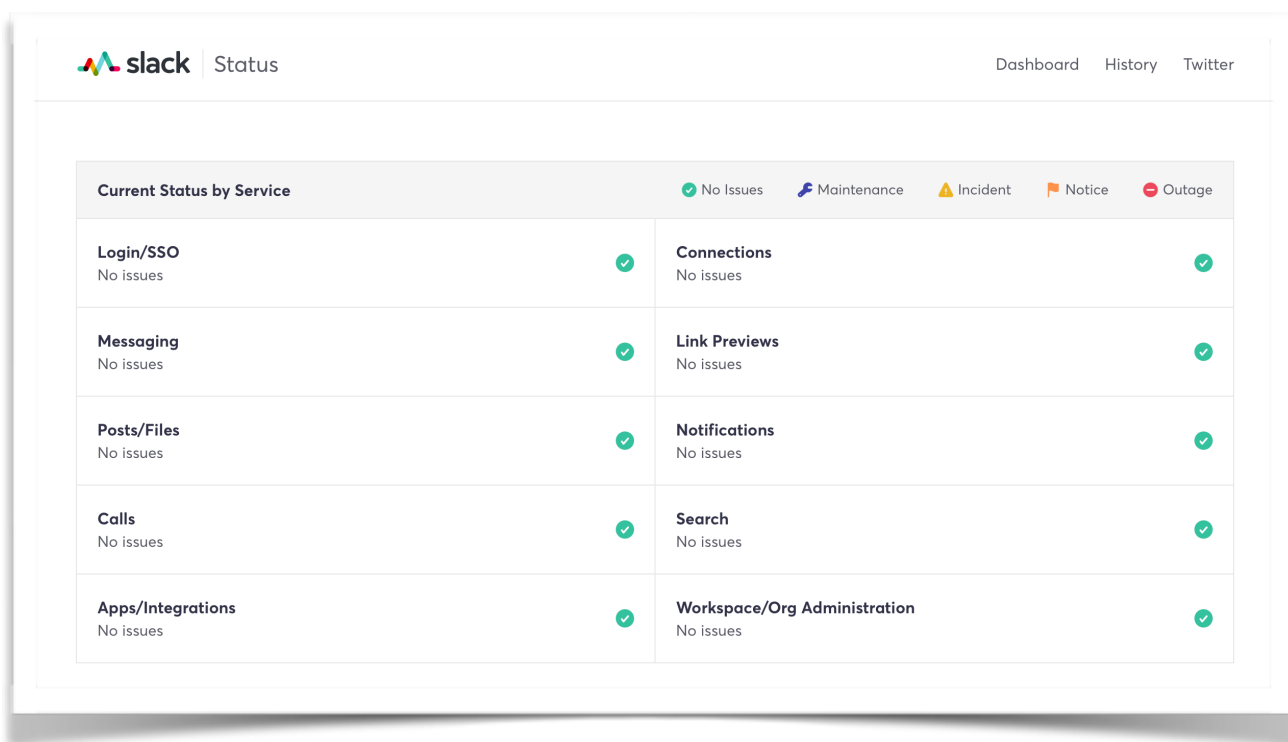 slack Status
Dashboard History Twitter
Current Status by Service
No Issues Maintenance Incident Notice Outage
Login/SSO
No issues
Connections
No issues
Messaging
No issues
Link Previews
No issues
Posts/Files
No issues
Notifications
No issues
Calls
No issues
Search
No issues
Apps/Integrations
No issues
Workspace/Org Administration
No issues